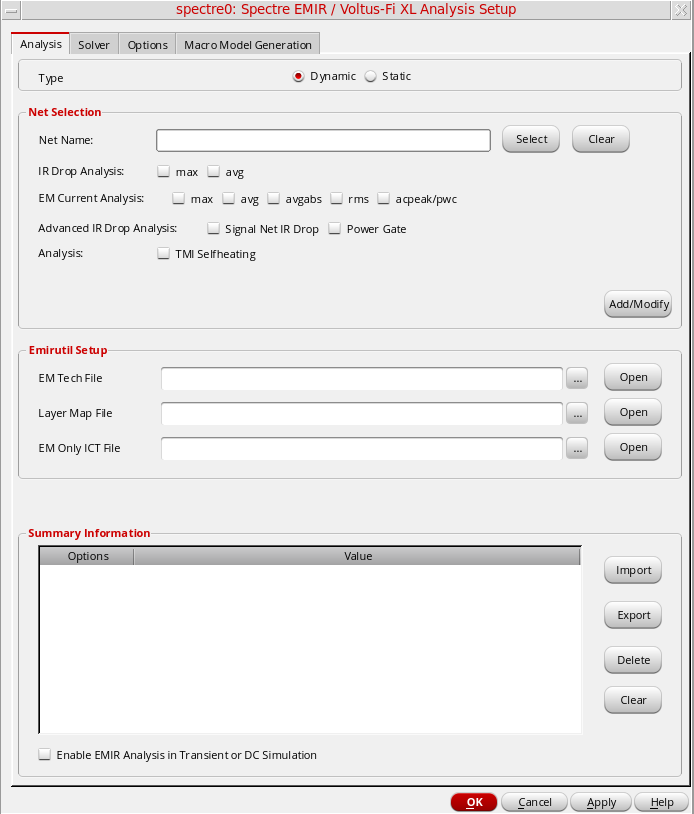 spectre0: Spectre EMIR / Voltus-Fi XL Analysis Setup
Analysis Solver Options Macro Model Generation
Type Dynamic Static
Net Selection
Net Name: Select Clear
IR Drop Analysis: max avg
EM Current Analysis: max avg avgabs rms acpeak/pwc
Advanced IR Drop Analysis: Signal Net IR Drop Power Gate
Analysis: TMI Selfheating
Add/Modify
Emirutil Setup
EM Tech File ... Open
Layer Map File ... Open
EM Only ICT File ... Open
Summary Information
Options Value
Import
Export
Delete
Clear
Enable EMIR Analysis in Transient or DC Simulation
OK Cancel Apply Help